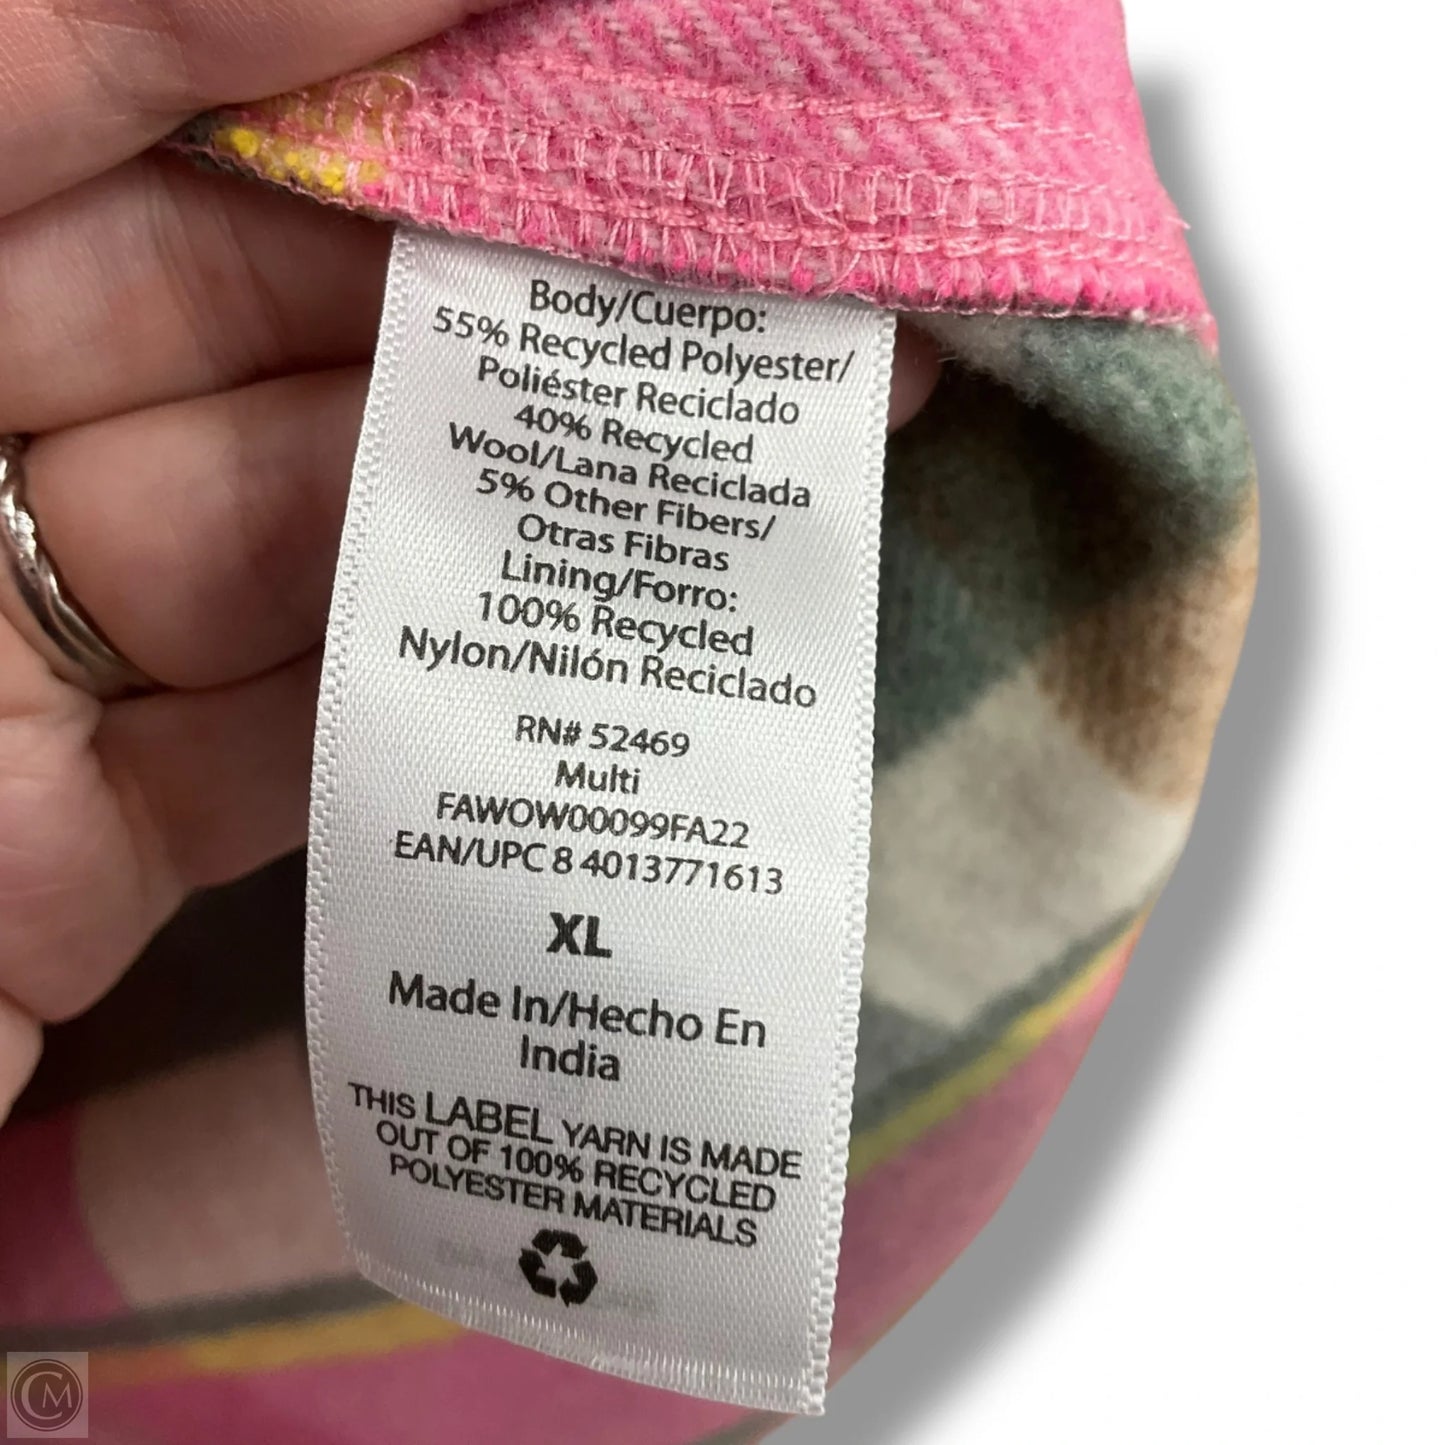 Body/Cuerpo:
55% Recycled Polyester/
Poliéster Reciclado
40% Recycled
Wool/Lana Reciclada
5% Other Fibers/
Otras Fibras
Lining/Forro:
100% Recycled
Nylon/Nilón Reciclado
RN# 52469
Multi
FAWOW00099FA22
EAN/UPC 8 4013771613
XL
Made In/Hecho En
India
THIS LABEL YARN IS MADE
OUT OF 100% RECYCLED
POLYESTER MATERIALS
CM